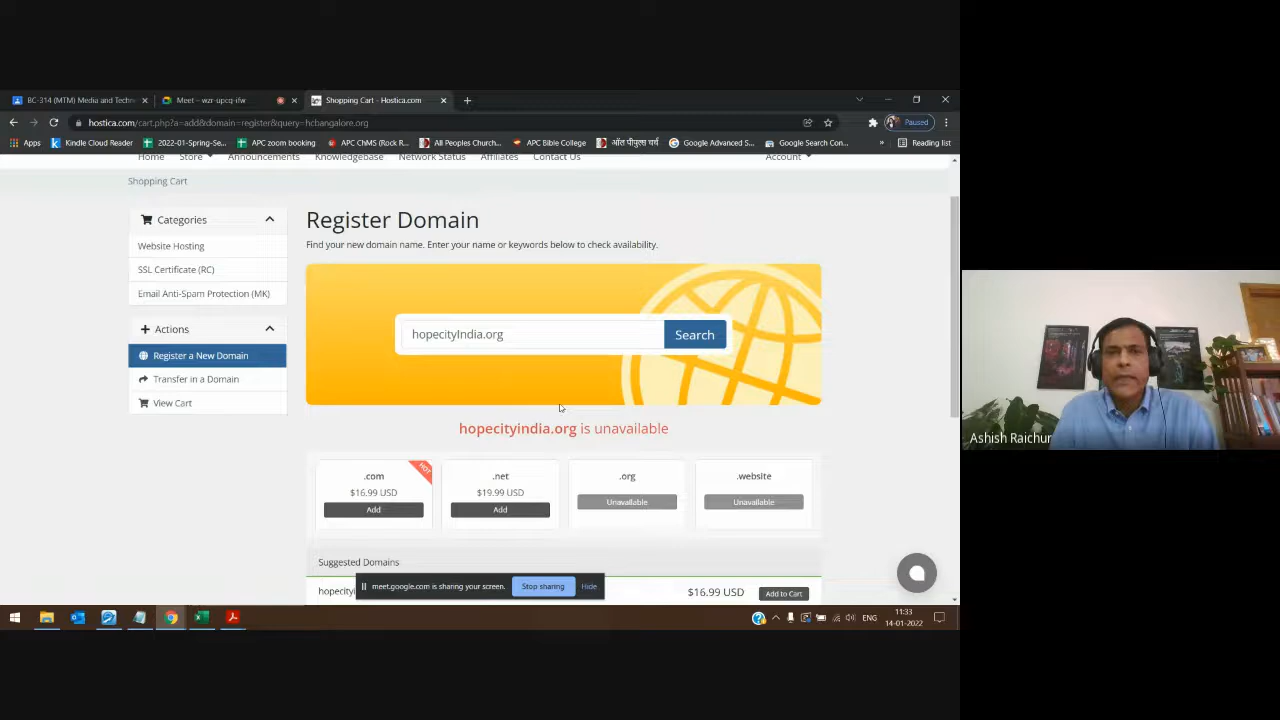 BC-314 (MTM) Media and Techn
Meet – wzr-upcq-ifw
Shopping Cart - Hostica.com
hostica.com/cart.php?a=add&domain=register&query=hcbangalore.org
Paused
Apps
Kindle Cloud Reader
2022-01-Spring-Se...
APC zoom booking
APC ChMS (Rock R...
All Peoples Church...
APC Bible College
ऑल पीपुल्स चर्च
Google Advanced S...
Google Search Con...
»
Reading list
Home
Store
Announcements
Knowledgebase
Network Status
Affiliates
Contact Us
Account
Shopping Cart
Categories
Website Hosting
SSL Certificate (RC)
Email Anti-Spam Protection (MK)
Actions
Register a New Domain
Transfer in a Domain
View Cart
Register Domain
Find your new domain name. Enter your name or keywords below to check availability.
hopecityIndia.org
Search
hopecityindia.org is unavailable
.com
HOT
$16.99 USD
Add
.net
$19.99 USD
Add
.org
Unavailable
.website
Unavailable
Suggested Domains
hopecityi
$16.99 USD
Add to Cart
meet.google.com is sharing your screen.
Stop sharing
Hide
ENG
11:33
14-01-2022
Ashish Raichur